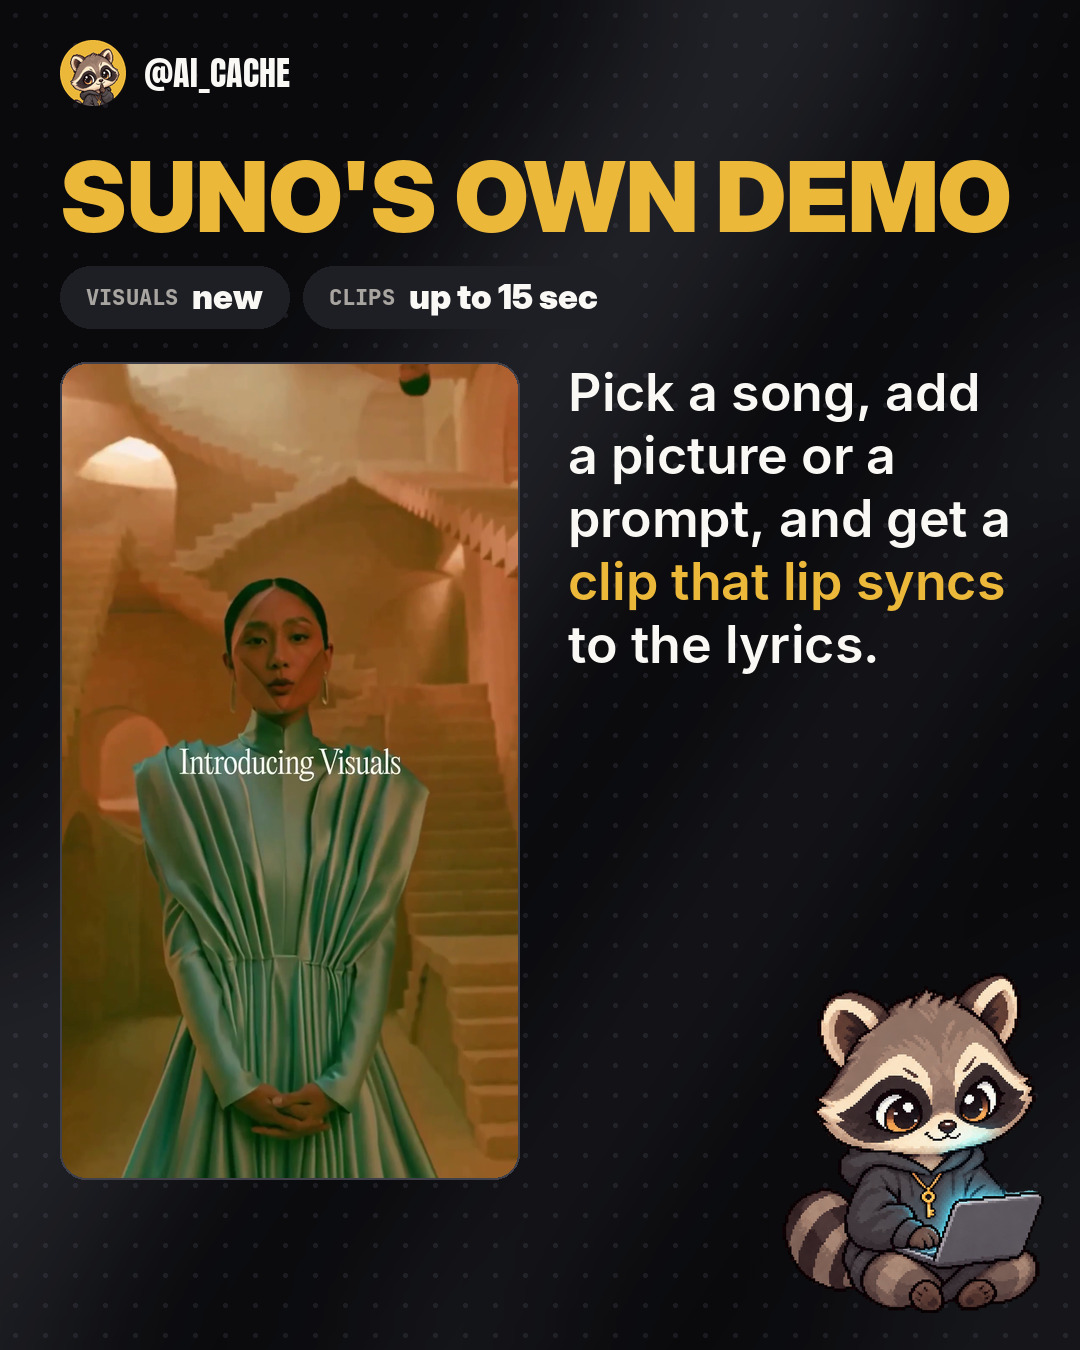 @AI_CACHE
SUNO'S OWN DEMO
VISUALS new
CLIPS up to 15 sec
Pick a song, add
a picture or a
prompt, and get a
clip that lip syncs
to the lyrics.
Introducing Visuals